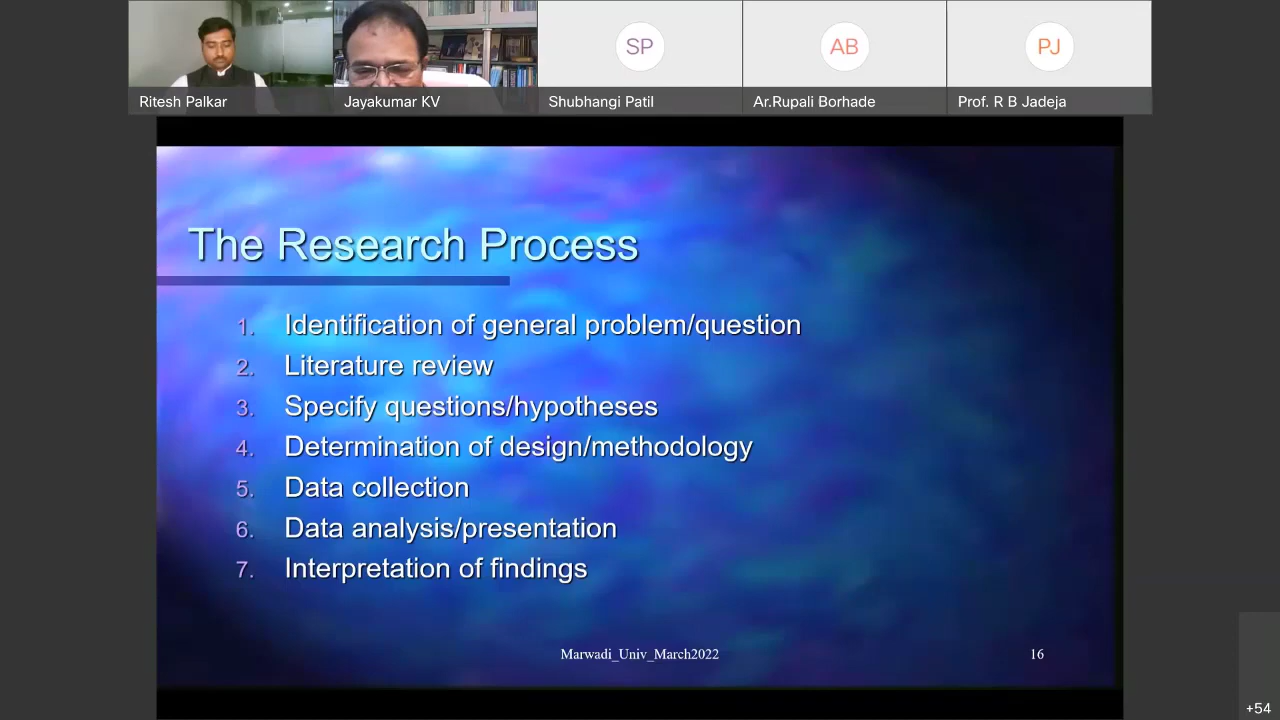 SP
AB
PJ
Ritesh Palkar
Jayakumar KV
Shubhangi Patil
Ar.Rupali Borhade
Prof. R B Jadeja
The Research Process
1. Identification of general problem/question
2. Literature review
3. Specify questions/hypotheses
4. Determination of design/methodology
5. Data collection
6. Data analysis/presentation
7. Interpretation of findings
Marwadi_Univ_March2022
16
+54